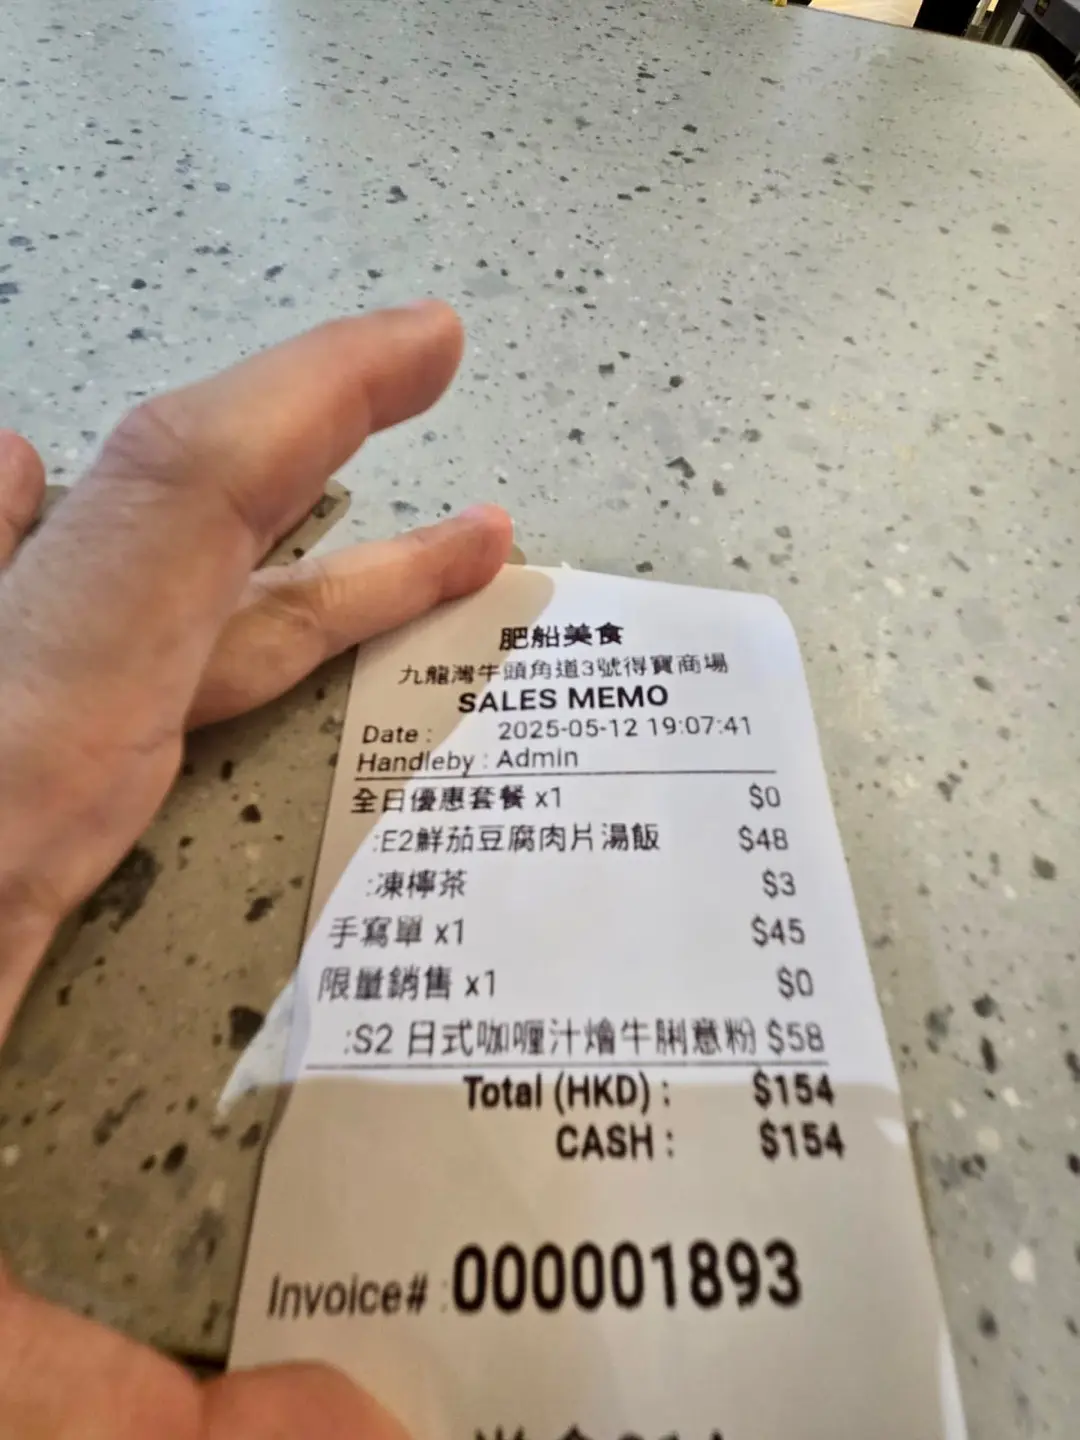 肥船美食
九龍灣牛頭角道3號得寶商場
SALES MEMO
Date : 2025-05-12 19:07:41
Handleby : Admin
全日優惠套餐 x1 $0
:E2鮮茄豆腐肉片湯飯 $48
:凍檸茶 $3
手寫單 x1 $45
限量銷售 x1 $0
:S2 日式咖喱汁燴牛脷意粉 $58
Total (HKD) : $154
CASH : $154
Invoice# : 000001893